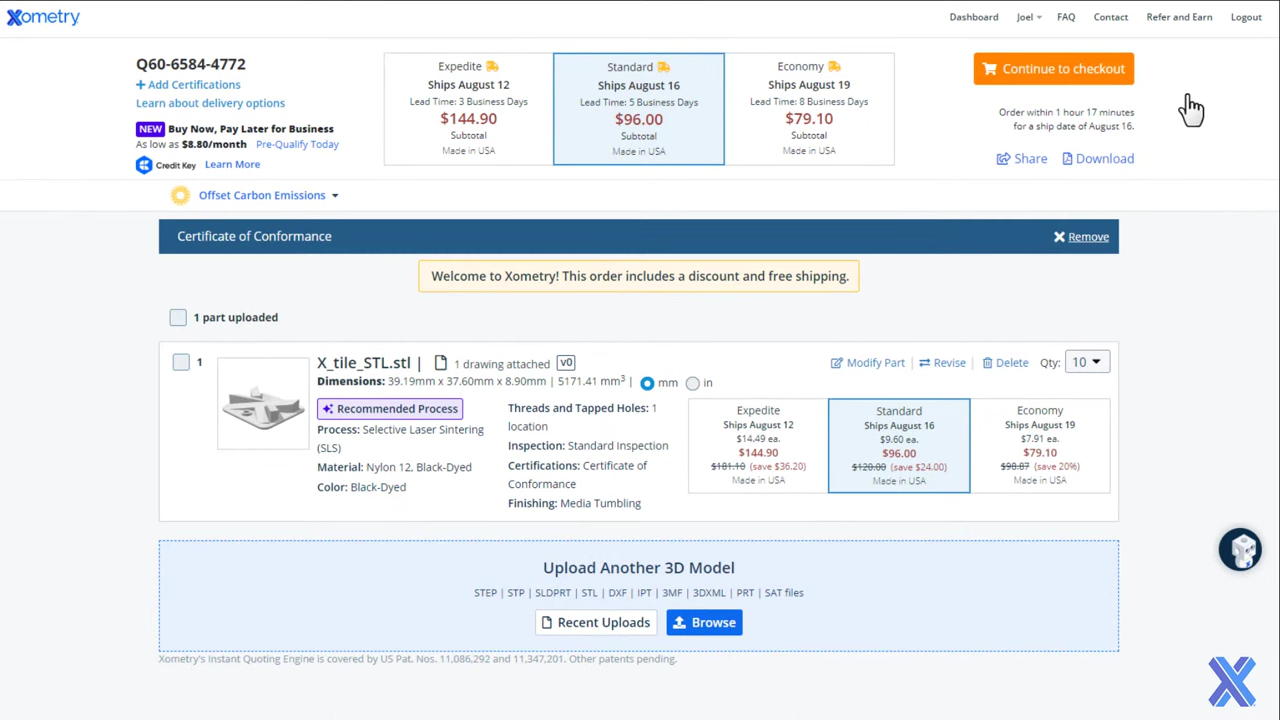 Xometry
Dashboard
Joel
FAQ
Contact
Refer and Earn
Logout
Q60-6584-4772
+ Add Certifications
Learn about delivery options
NEW Buy Now, Pay Later for Business
As low as $8.80/month Pre-Qualify Today
Credit Key Learn More
Expedite
Ships August 12
Lead Time: 3 Business Days
$144.90
Subtotal
Made in USA
Standard
Ships August 16
Lead Time: 5 Business Days
$96.00
Subtotal
Made in USA
Economy
Ships August 19
Lead Time: 8 Business Days
$79.10
Subtotal
Made in USA
Continue to checkout
Order within 1 hour 17 minutes
for a ship date of August 16.
Share
Download
Offset Carbon Emissions
Certificate of Conformance
Remove
Welcome to Xometry! This order includes a discount and free shipping.
1 part uploaded
1
X_tile_STL.stl | 1 drawing attached v0
Modify Part | Revise | Delete Qty: 10
Dimensions: 39.19mm x 37.60mm x 8.90mm | 5171.41 mm³ | mm in
Recommended Process
Process: Selective Laser Sintering
(SLS)
Material: Nylon 12, Black-Dyed
Color: Black-Dyed
Threads and Tapped Holes: 1
location
Inspection: Standard Inspection
Certifications: Certificate of
Conformance
Finishing: Media Tumbling
Expedite
Ships August 12
$14.49 ea.
$144.90
$181.10 (save $36.20)
Made in USA
Standard
Ships August 16
$9.60 ea.
$96.00
$120.00 (save $24.00)
Made in USA
Economy
Ships August 19
$7.91 ea.
$79.10
$98.87 (save 20%)
Made in USA
Upload Another 3D Model
STEP | STP | SLDPRT | STL | DXF | IPT | 3MF | 3DXML | PRT | SAT files
Recent Uploads
Browse
Xometry's Instant Quoting Engine is covered by US Pat. Nos. 11,086,292 and 11,347,201. Other patents pending.